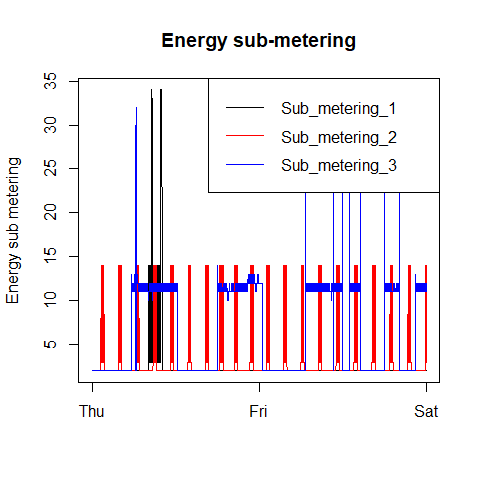 Energy sub-metering
Energy sub metering
35
30
25
20
15
10
5
Sub_metering_1
Sub_metering_2
Sub_metering_3
Thu
Fri
Sat